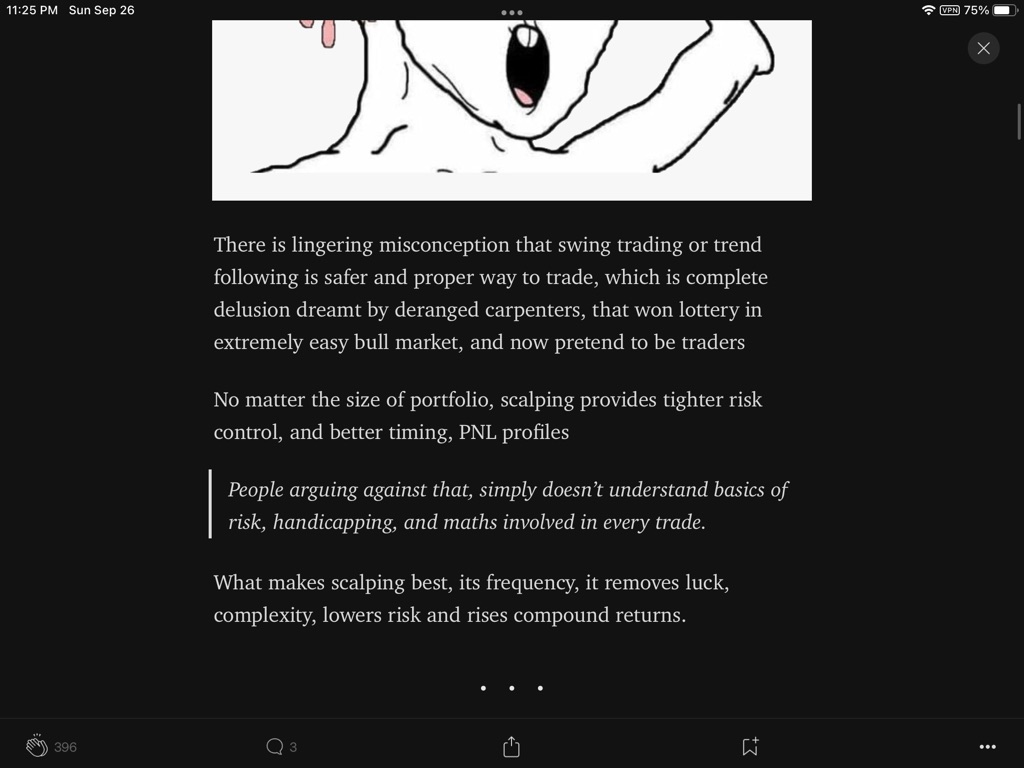 11:25 PM Sun Sep 26
VPN 75%
There is lingering misconception that swing trading or trend
following is safer and proper way to trade, which is complete
delusion dreamt by deranged carpenters, that won lottery in
extremely easy bull market, and now pretend to be traders
No matter the size of portfolio, scalping provides tighter risk
control, and better timing, PNL profiles
People arguing against that, simply doesn’t understand basics of
risk, handicapping, and maths involved in every trade.
What makes scalping best, its frequency, it removes luck,
complexity, lowers risk and rises compound returns.
396
3